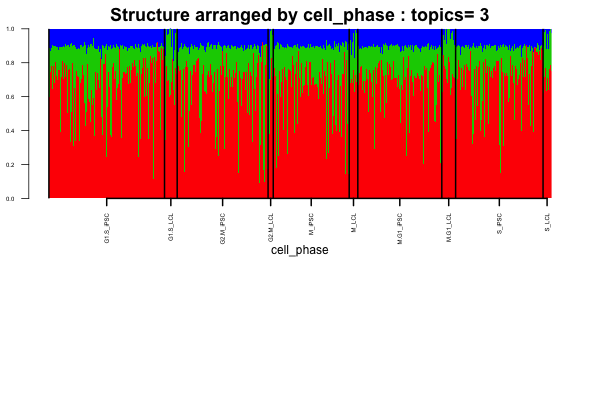 Structure arranged by cell_phase : topics= 3
1.0
0.8
0.6
0.4
0.2
0.0
G1.S_iPSC
G1.S_LCL
G2.M_iPSC
G2.M_LCL
M_iPSC
M_LCL
M.G1_iPSC
M.G1_LCL
S_iPSC
S_LCL
cell_phase